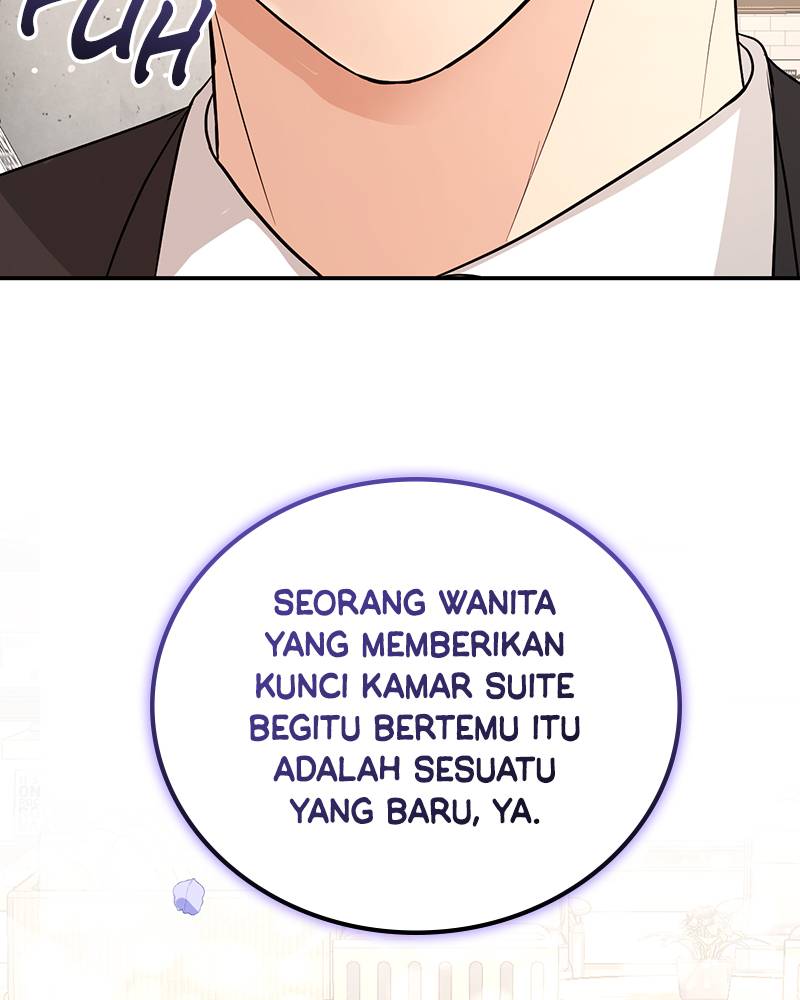 PUH
SEORANG WANITA
YANG MEMBERIKAN
KUNCI KAMAR SUITE
BEGITU BERTEMU ITU
ADALAH SESUATU
YANG BARU, YA.